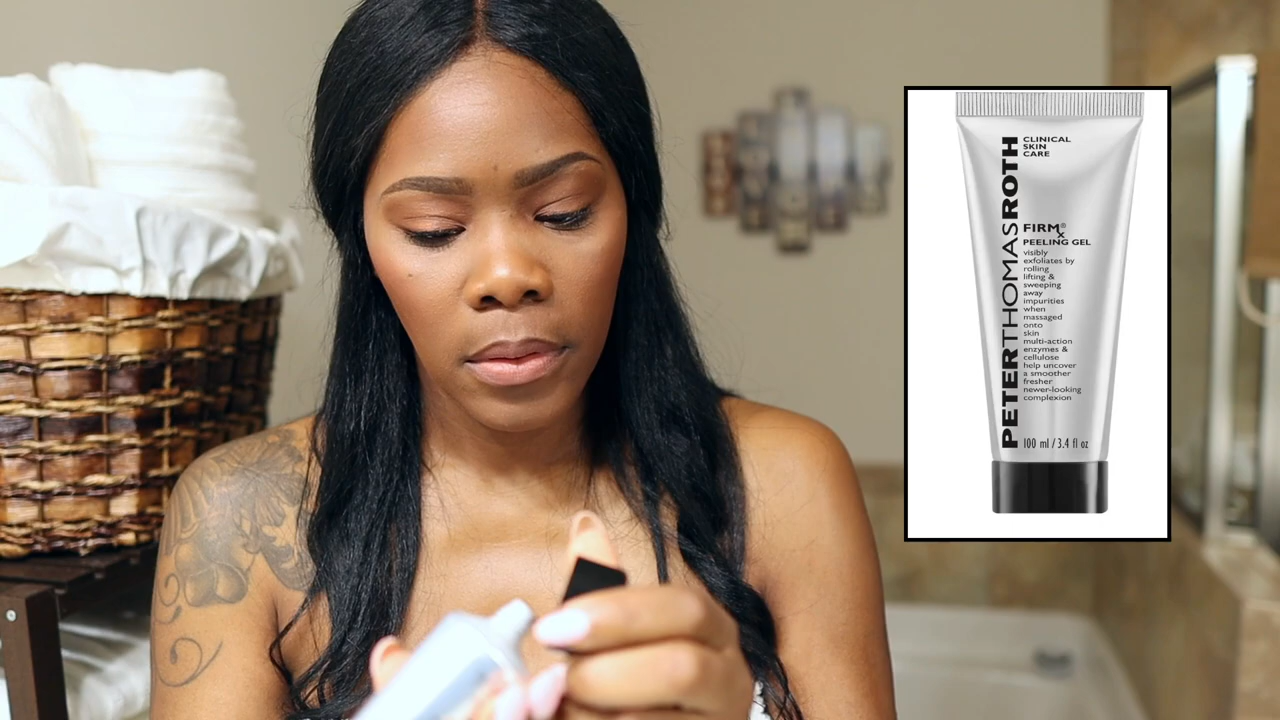 PETERTHOMASROTH
CLINICAL
SKIN
CARE
FIRMx®
PEELING GEL
visibly
exfoliates by
rolling
lifting &
sweeping
away
impurities
when
massaged
onto
skin
multi-action
enzymes &
cellulose
help uncover
a smoother
fresher
newer-looking
complexion
100 ml / 3.4 fl oz